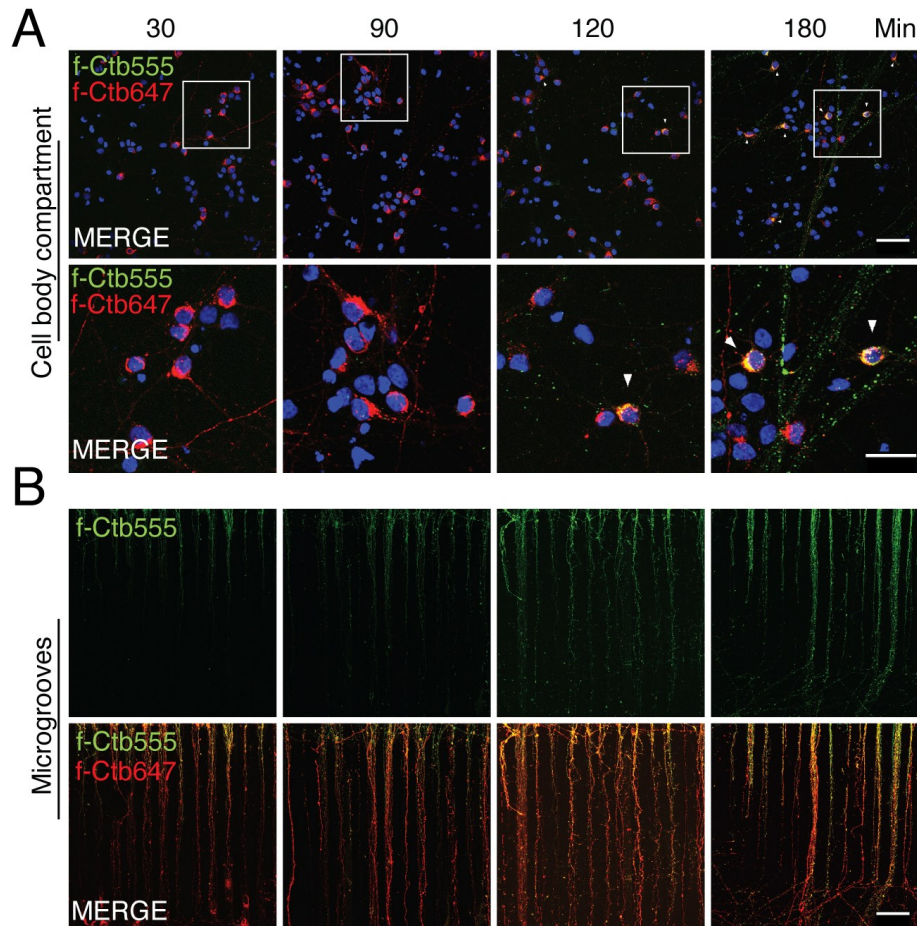 A
30 90 120 180 Min
Cell body compartment
f-Ctb555
f-Ctb647
MERGE
f-Ctb555
f-Ctb647
MERGE
B
Microgrooves
f-Ctb555
f-Ctb555
f-Ctb647
MERGE